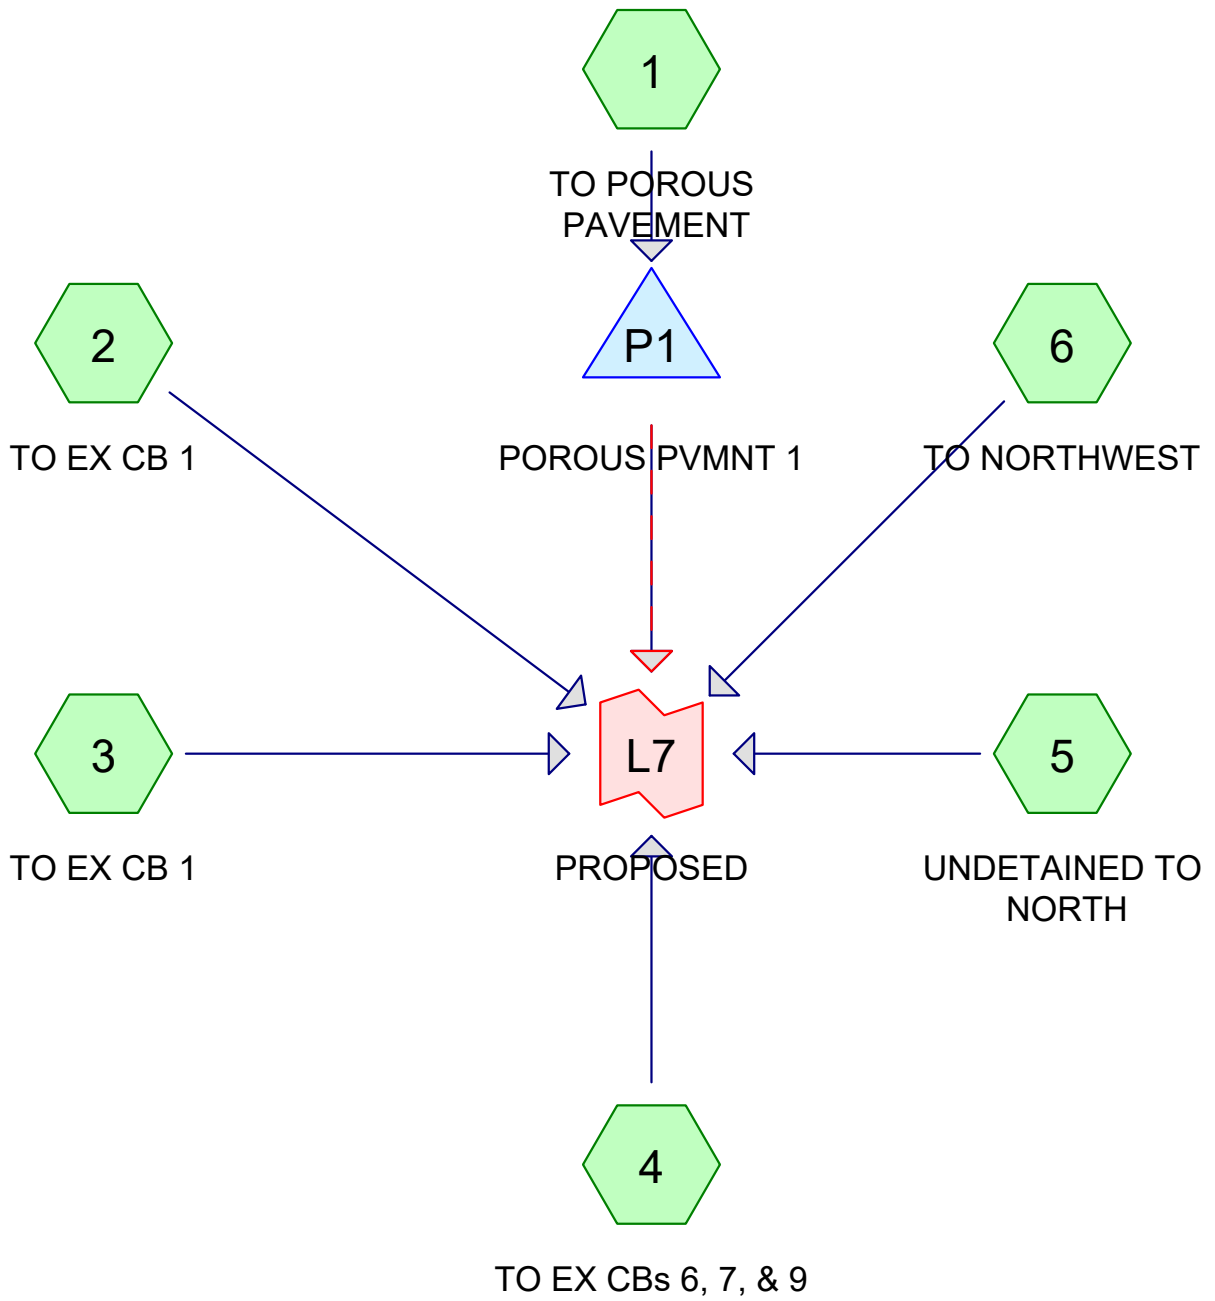 1
TO POROUS
PAVEMENT
2
P1
6
TO EX CB 1
POROUS PVMNT 1
TO NORTHWEST
3
L7
5
TO EX CB 1
PROPOSED
UNDETAINED TO
NORTH
4
TO EX CBs 6, 7, & 9